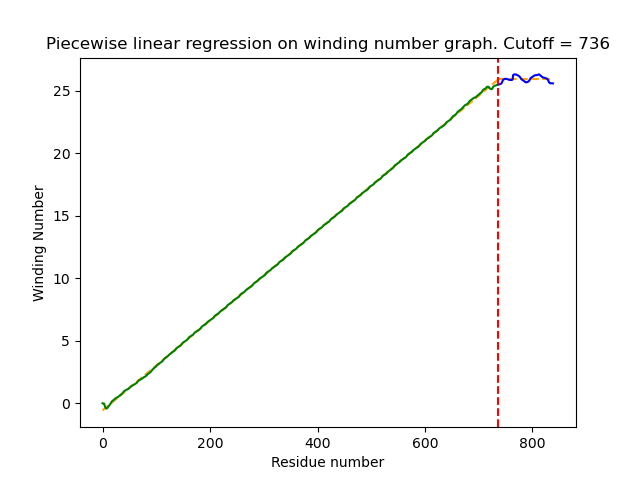 Piecewise linear regression on winding number graph. Cutoff = 736
25
20
15
10
5
0
Winding Number
0 200 400 600 800
Residue number